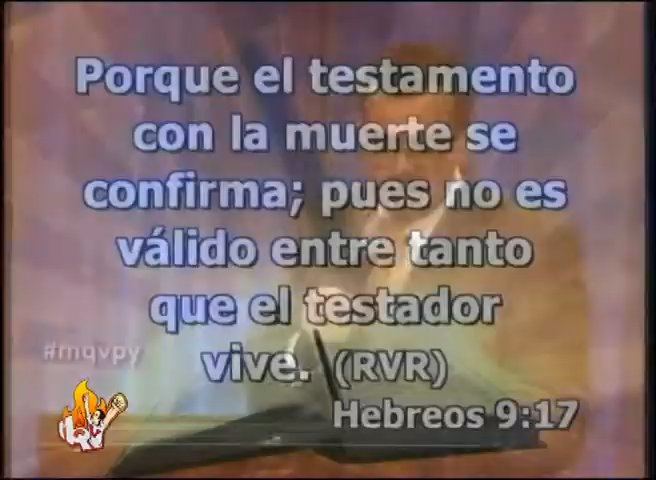 Porque el testamento
con la muerte se
confirma; pues no es
válido entre tanto
que el testador
vive. (RVR)
Hebreos 9:17
#mqvpy